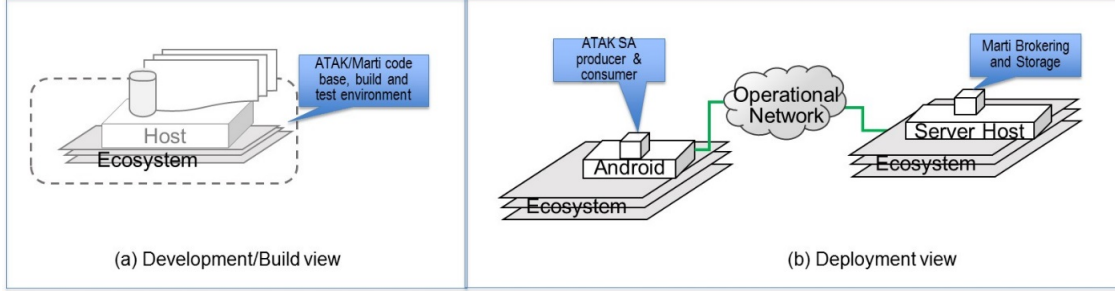 ATAK/Marti code
base, build and
test environment
Host
Ecosystem
(a) Development/Build view
ATAK SA
producer &
consumer
Operational
Network
Marti Brokering
and Storage
Android
Ecosystem
Server Host
Ecosystem
(b) Deployment view